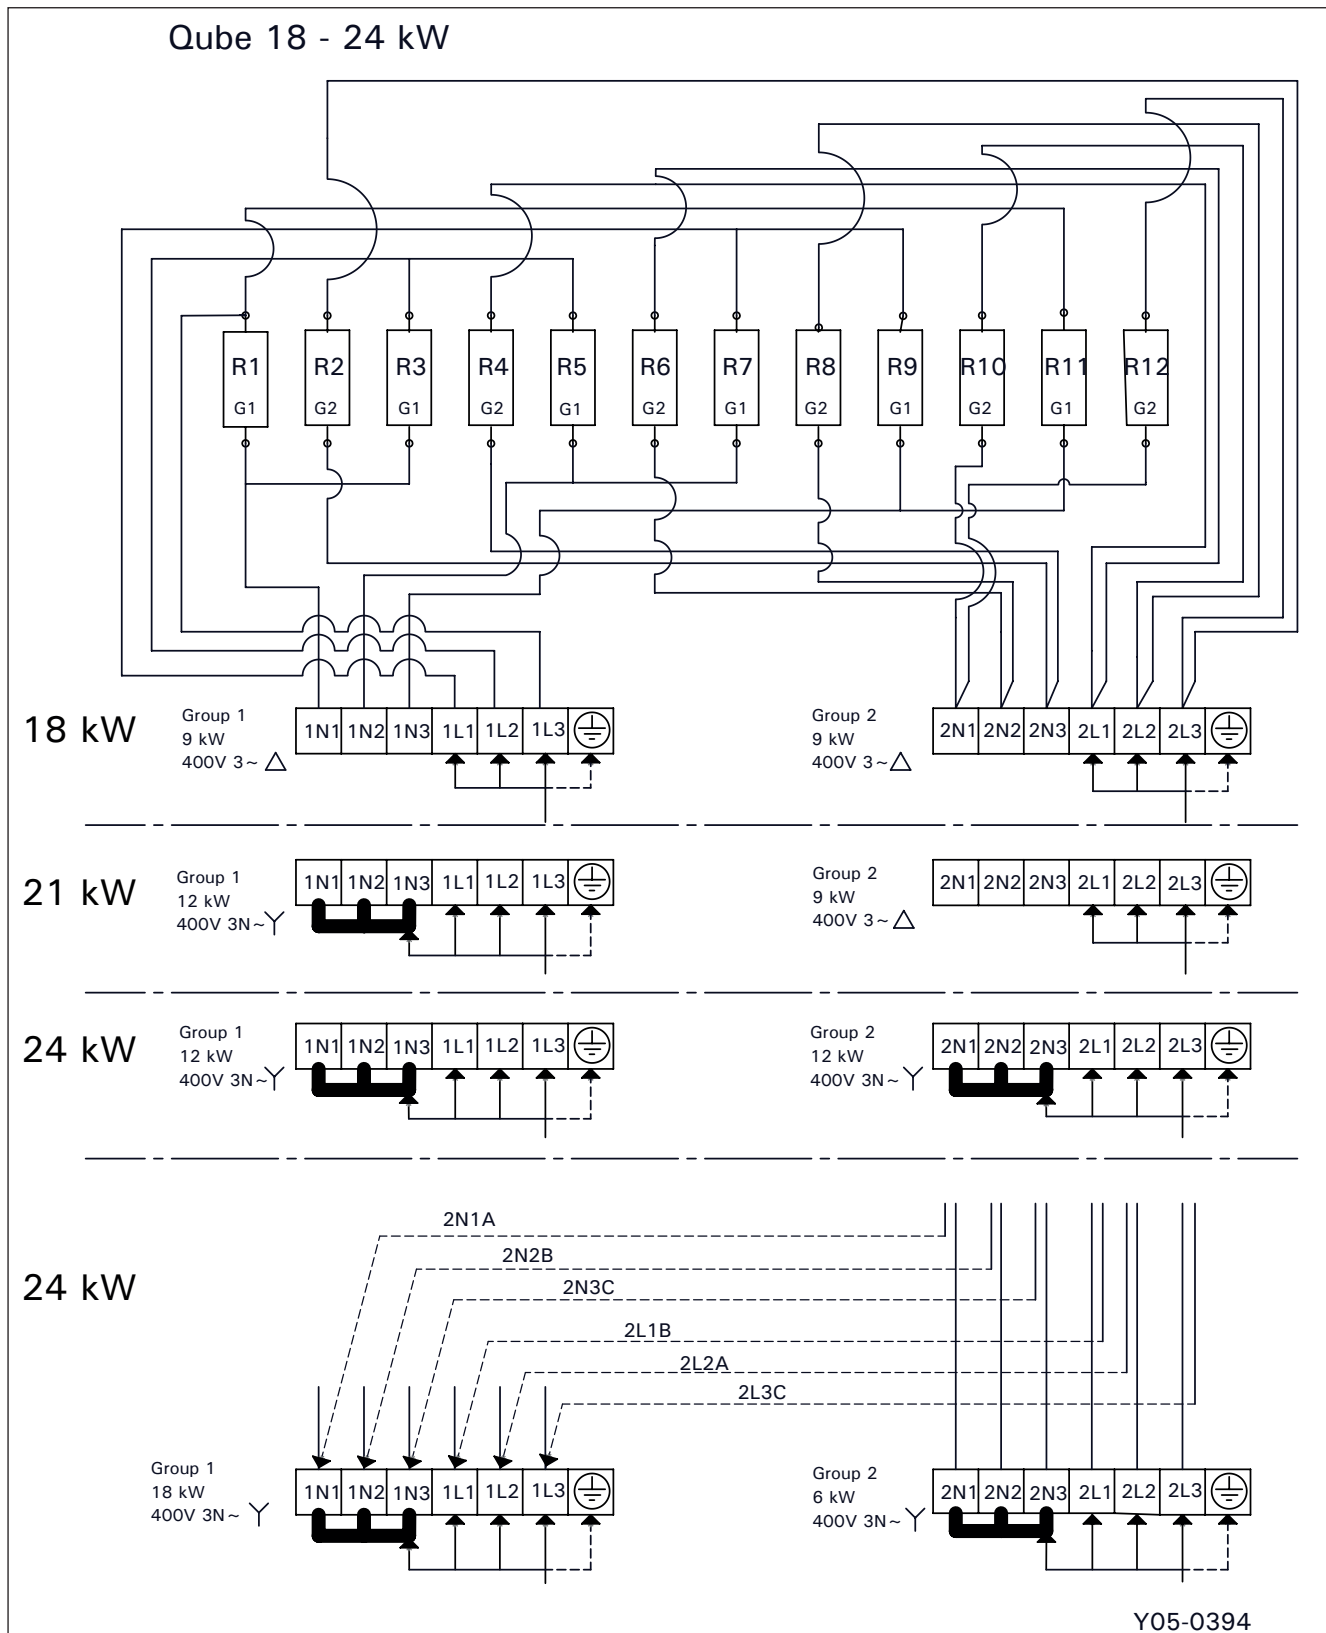 Qube 18 - 24 kW
R1 R2 R3 R4 R5 R6 R7 R8 R9 R10 R11 R12
G1 G2 G1 G2 G1 G2 G1 G2 G1 G2 G1 G2
18 kW
Group 1
9 kW
400V 3~
1N1 1N2 1N3 1L1 1L2 1L3
Group 2
9 kW
400V 3~
2N1 2N2 2N3 2L1 2L2 2L3
21 kW
Group 1
12 kW
400V 3N~
1N1 1N2 1N3 1L1 1L2 1L3
Group 2
9 kW
400V 3~
2N1 2N2 2N3 2L1 2L2 2L3
24 kW
Group 1
12 kW
400V 3N~
1N1 1N2 1N3 1L1 1L2 1L3
Group 2
12 kW
400V 3N~
2N1 2N2 2N3 2L1 2L2 2L3
24 kW
2N1A
2N2B
2N3C
2L1B
2L2A
2L3C
Group 1
18 kW
400V 3N~
1N1 1N2 1N3 1L1 1L2 1L3
Group 2
6 kW
400V 3N~
2N1 2N2 2N3 2L1 2L2 2L3
Y05-0394